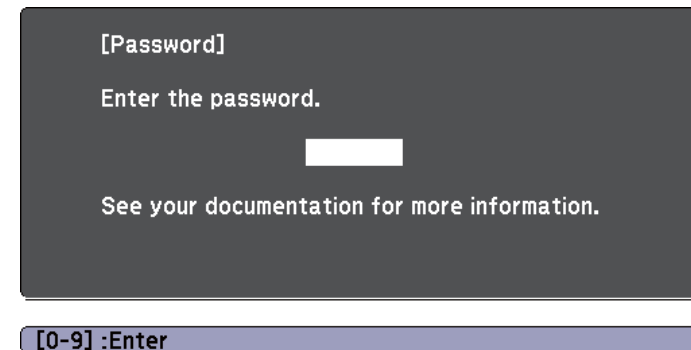 [Password]
Enter the password.
See your documentation for more information.
[0-9] :Enter